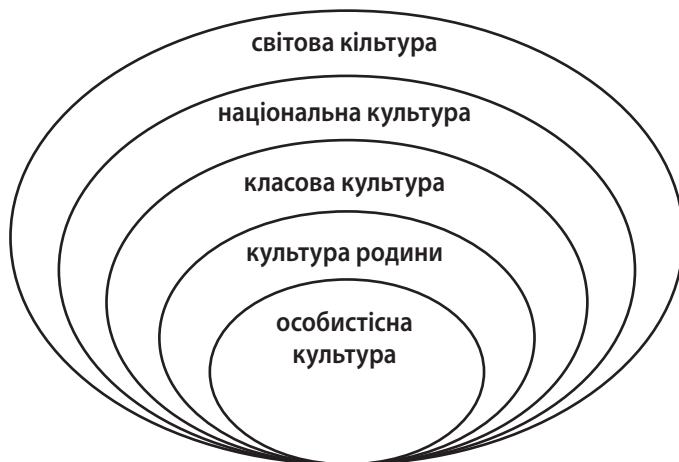 світова кільтура
національна культура
класова культура
культура родини
особистісна
культура